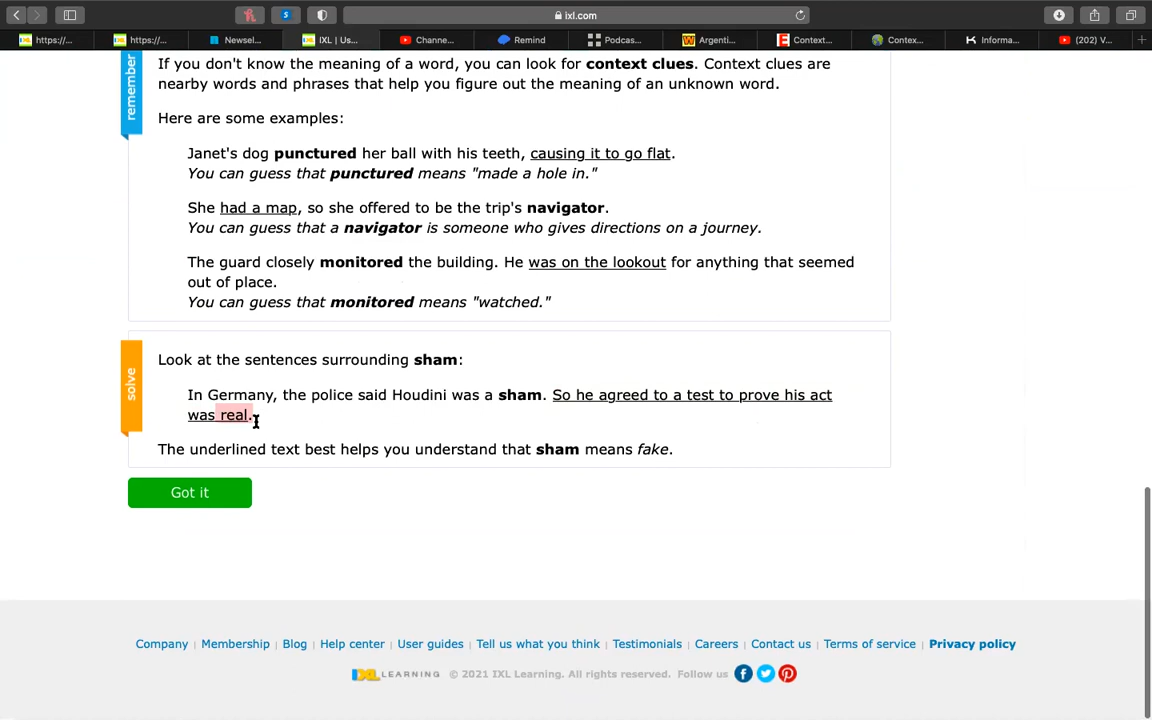 ixl.com
https://...
https://...
Newsel...
IXL | Us...
Channe...
Remind
Podcas...
Argenti...
Context...
Contex...
Informa...
(202) V...
remember
If you don't know the meaning of a word, you can look for context clues. Context clues are
nearby words and phrases that help you figure out the meaning of an unknown word.
Here are some examples:
Janet's dog punctured her ball with his teeth, causing it to go flat.
You can guess that punctured means "made a hole in."
She had a map, so she offered to be the trip's navigator.
You can guess that a navigator is someone who gives directions on a journey.
The guard closely monitored the building. He was on the lookout for anything that seemed
out of place.
You can guess that monitored means "watched."
solve
Look at the sentences surrounding sham:
In Germany, the police said Houdini was a sham. So he agreed to a test to prove his act
was real.
The underlined text best helps you understand that sham means fake.
Got it
Company | Membership | Blog | Help center | User guides | Tell us what you think | Testimonials | Careers | Contact us | Terms of service | Privacy policy
IXL LEARNING © 2021 IXL Learning. All rights reserved. Follow us